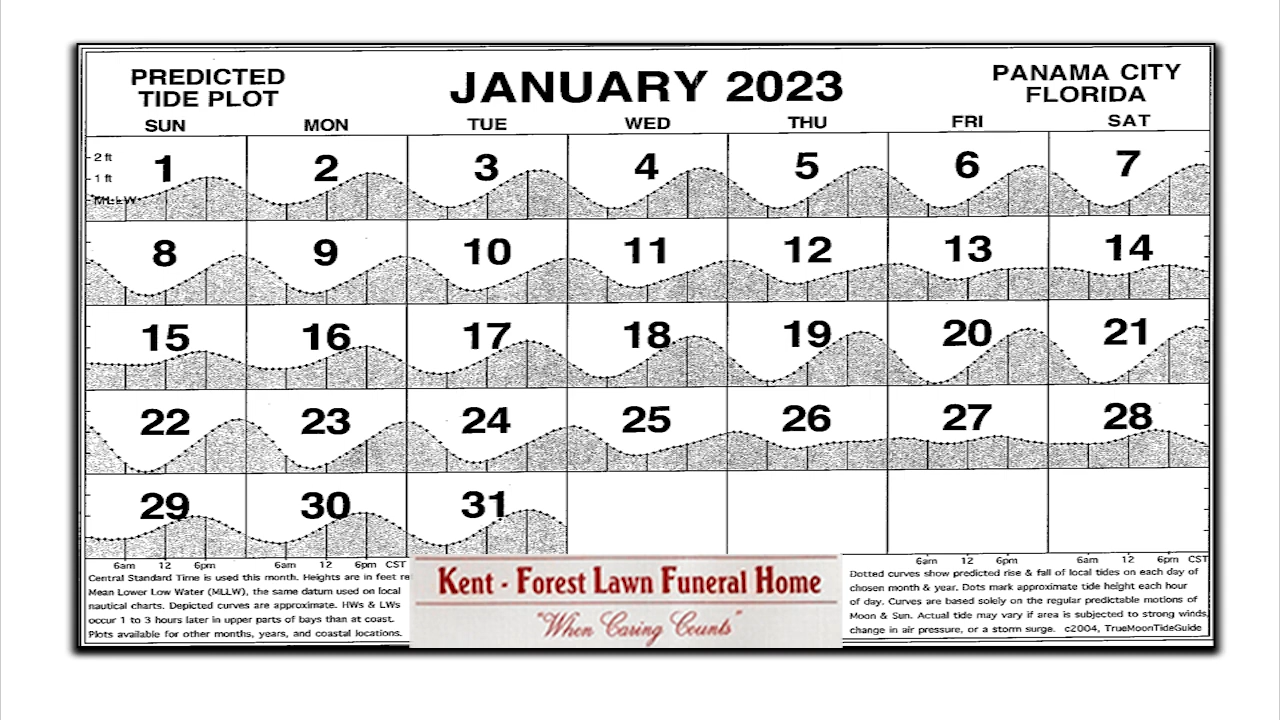 PREDICTED
TIDE PLOT
JANUARY 2023
PANAMA CITY
FLORIDA
SUN MON TUE WED THU FRI SAT
2 ft
1 ft
MLLW
1 2 3 4 5 6 7
8 9 10 11 12 13 14
15 16 17 18 19 20 21
22 23 24 25 26 27 28
29 30 31
6am 12 6pm 6am 12 6pm CST
6am 12 6pm 6am 12 6pm CST
Central Standard Time is used this month. Heights are in feet re
Mean Lower Low Water (MLLW), the same datum used on local
nautical charts. Depicted curves are approximate. HWs & LWs
occur 1 to 3 hours later in upper parts of bays than at coast.
Plots available for other months, years, and coastal locations.
Kent - Forest Lawn Funeral Home
"When Caring Counts"
Dotted curves show predicted rise & fall of local tides on each day of
chosen month & year. Dots mark approximate tide height each hour
of day. Curves are based solely on the regular predictable motions of
Moon & Sun. Actual tide may vary if area is subjected to strong winds,
change in air pressure, or a storm surge. c2004, TrueMoonTideGuide